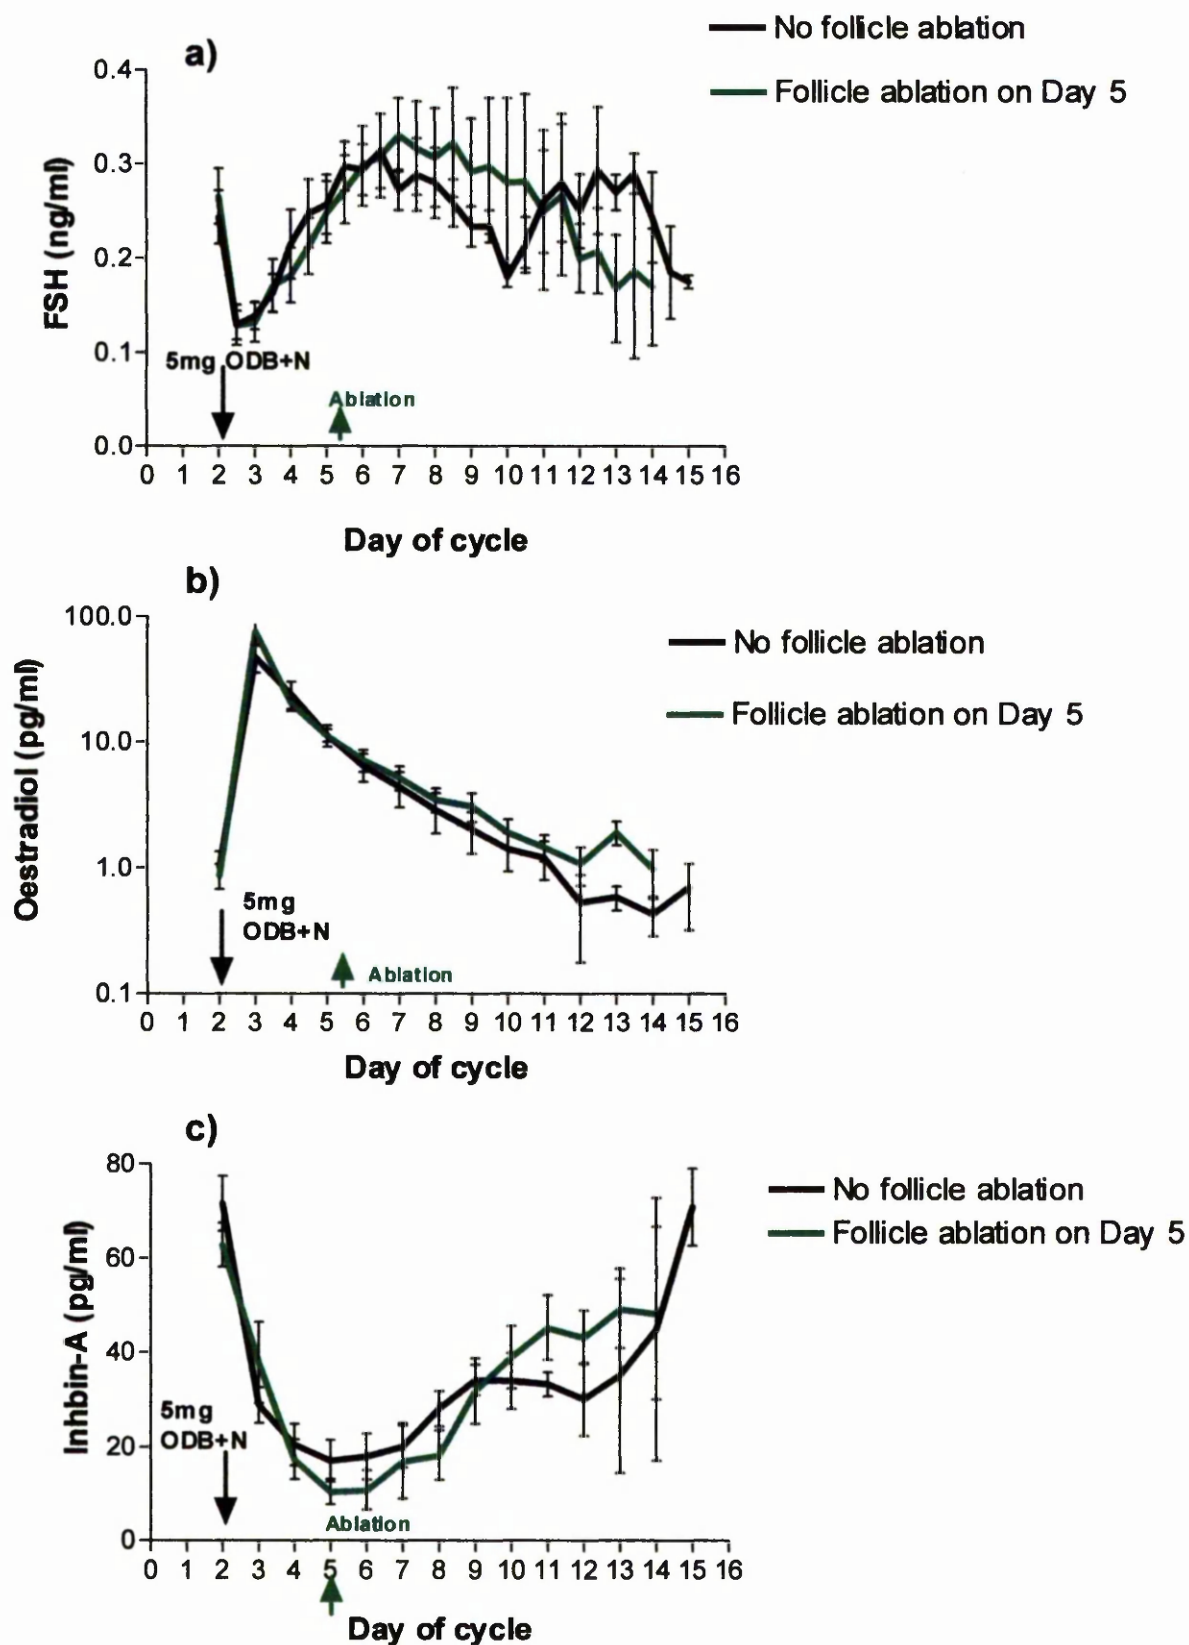 a)
No follicle ablation
Follicle ablation on Day 5
FSH (ng/ml)
0.4
0.3
0.2
0.1
0.0
5mg ODB+N
Ablation
0 1 2 3 4 5 6 7 8 9 10 11 12 13 14 15 16
Day of cycle
b)
No follicle ablation
Follicle ablation on Day 5
Oestradiol (pg/ml)
100.0
10.0
1.0
0.1
5mg
ODB+N
Ablation
0 1 2 3 4 5 6 7 8 9 10 11 12 13 14 15 16
Day of cycle
c)
No follicle ablation
Follicle ablation on Day 5
Inhbin-A (pg/ml)
80
60
40
20
0
5mg
ODB+N
Ablation
0 1 2 3 4 5 6 7 8 9 10 11 12 13 14 15 16
Day of cycle